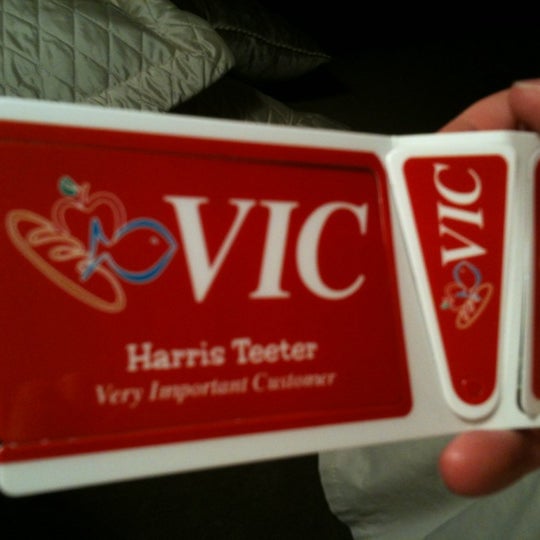 VIC
Harris Teeter
Very Important Customer
VIC